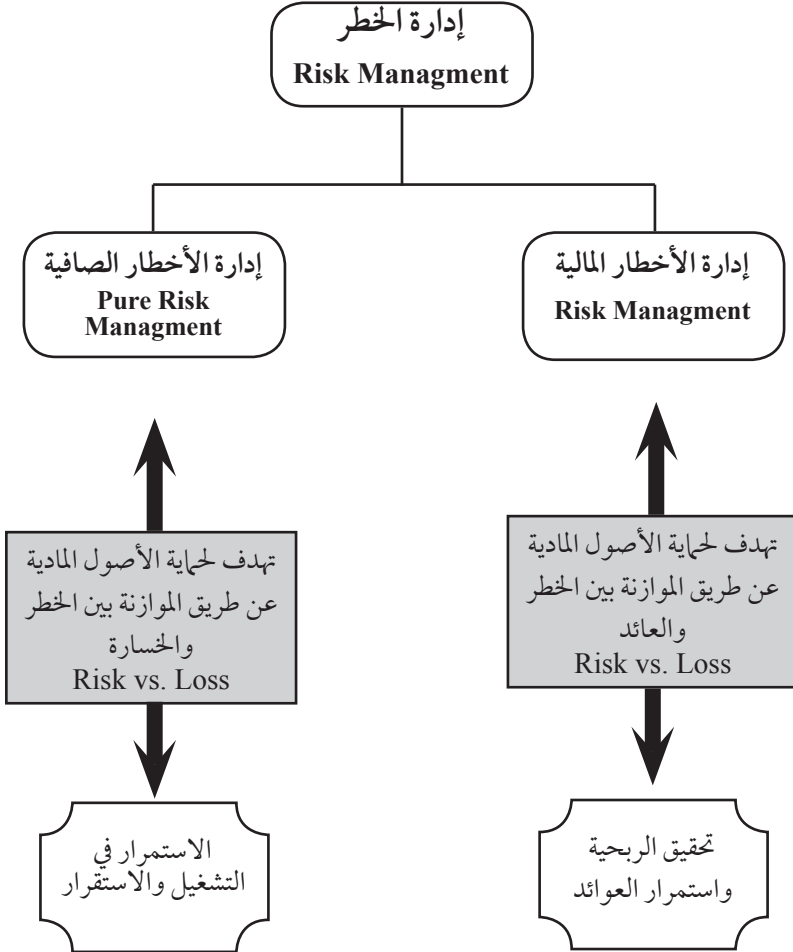 إدارة الخطر
Risk Managment
إدارة الأخطار المالية
Risk Managment
إدارة الأخطار الصافية
Pure Risk
Managment
تهدف لحماية الأصول المادية
عن طريق الموازنة بين الخطر
والعائد
Risk vs. Loss
تهدف لحماية الأصول المادية
عن طريق الموازنة بين الخطر
والخسارة
Risk vs. Loss
تحقيق الربحية
واستمرار العوائد
الاستمرار في
التشغيل والاستقرار